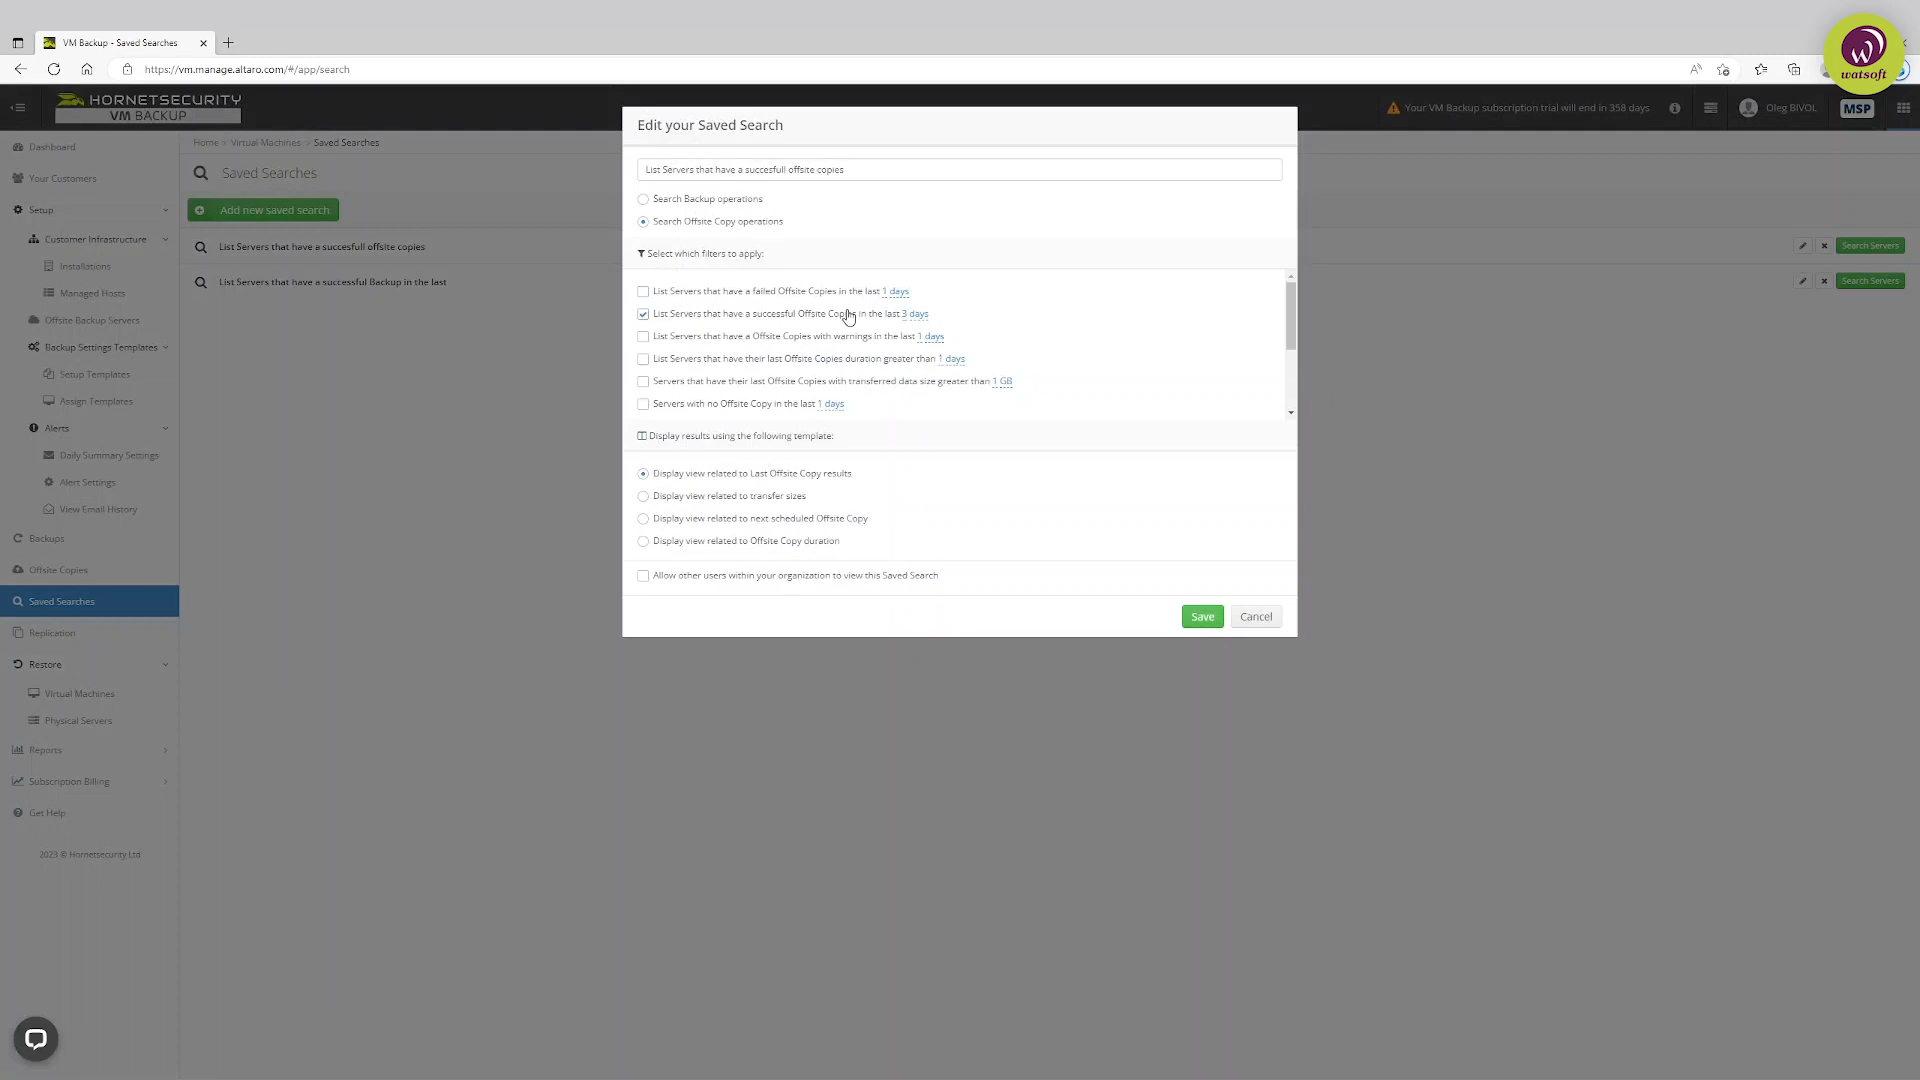 VM Backup - Saved Searches
https://vm.manage.altaro.com/#/app/search
watsoft
HORNETSECURITY
VM BACKUP
Your VM Backup subscription trial will end in 358 days
Oleg BIVOL
MSP
Dashboard
Your Customers
Setup
Customer Infrastructure
Installations
Managed Hosts
Offsite Backup Servers
Backup Settings Templates
Setup Templates
Assign Templates
Alerts
Daily Summary Settings
Alert Settings
View Email History
Backups
Offsite Copies
Saved Searches
Replication
Restore
Virtual Machines
Physical Servers
Reports
Subscription Billing
Get Help
2023 © Hornetsecurity Ltd
Home > Virtual Machines > Saved Searches
Saved Searches
Add new saved search
List Servers that have a succesfull offsite copies
Search Servers
List Servers that have a successful Backup in the last
Search Servers
Edit your Saved Search
List Servers that have a succesfull offsite copies
Search Backup operations
Search Offsite Copy operations
Select which filters to apply:
List Servers that have a failed Offsite Copies in the last 1 days
List Servers that have a successful Offsite Copies in the last 3 days
List Servers that have a Offsite Copies with warnings in the last 1 days
List Servers that have their last Offsite Copies duration greater than 1 days
Servers that have their last Offsite Copies with transferred data size greater than 1 GB
Servers with no Offsite Copy in the last 1 days
Display results using the following template:
Display view related to Last Offsite Copy results
Display view related to transfer sizes
Display view related to next scheduled Offsite Copy
Display view related to Offsite Copy duration
Allow other users within your organization to view this Saved Search
Save
Cancel